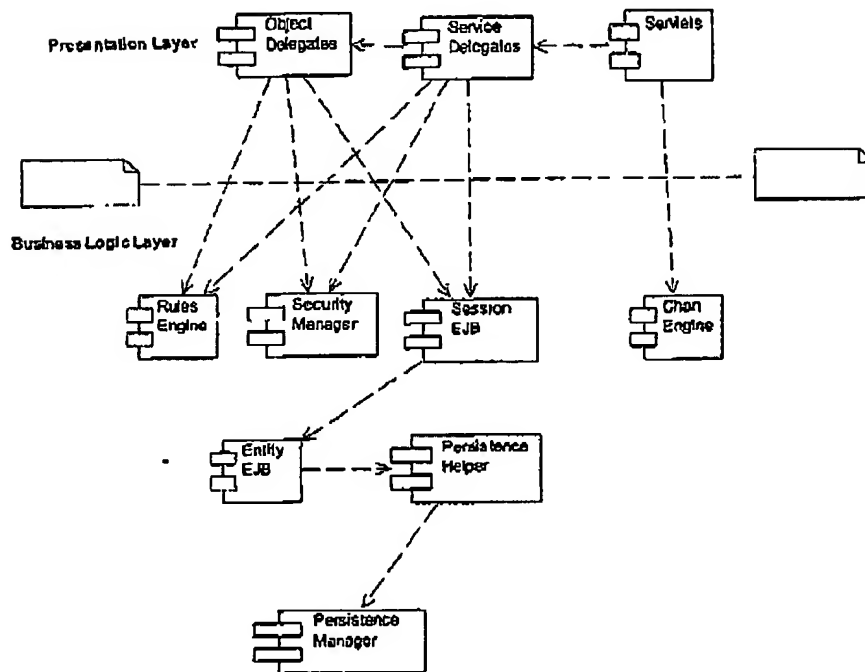 Presentation Layer
Object
Delegates
Service
Delegates
Servlets
Business Logic Layer
Rules
Engine
Security
Manager
Session
EJB
Chart
Engine
Entity
EJB
Persistence
Helper
Persistence
Manager